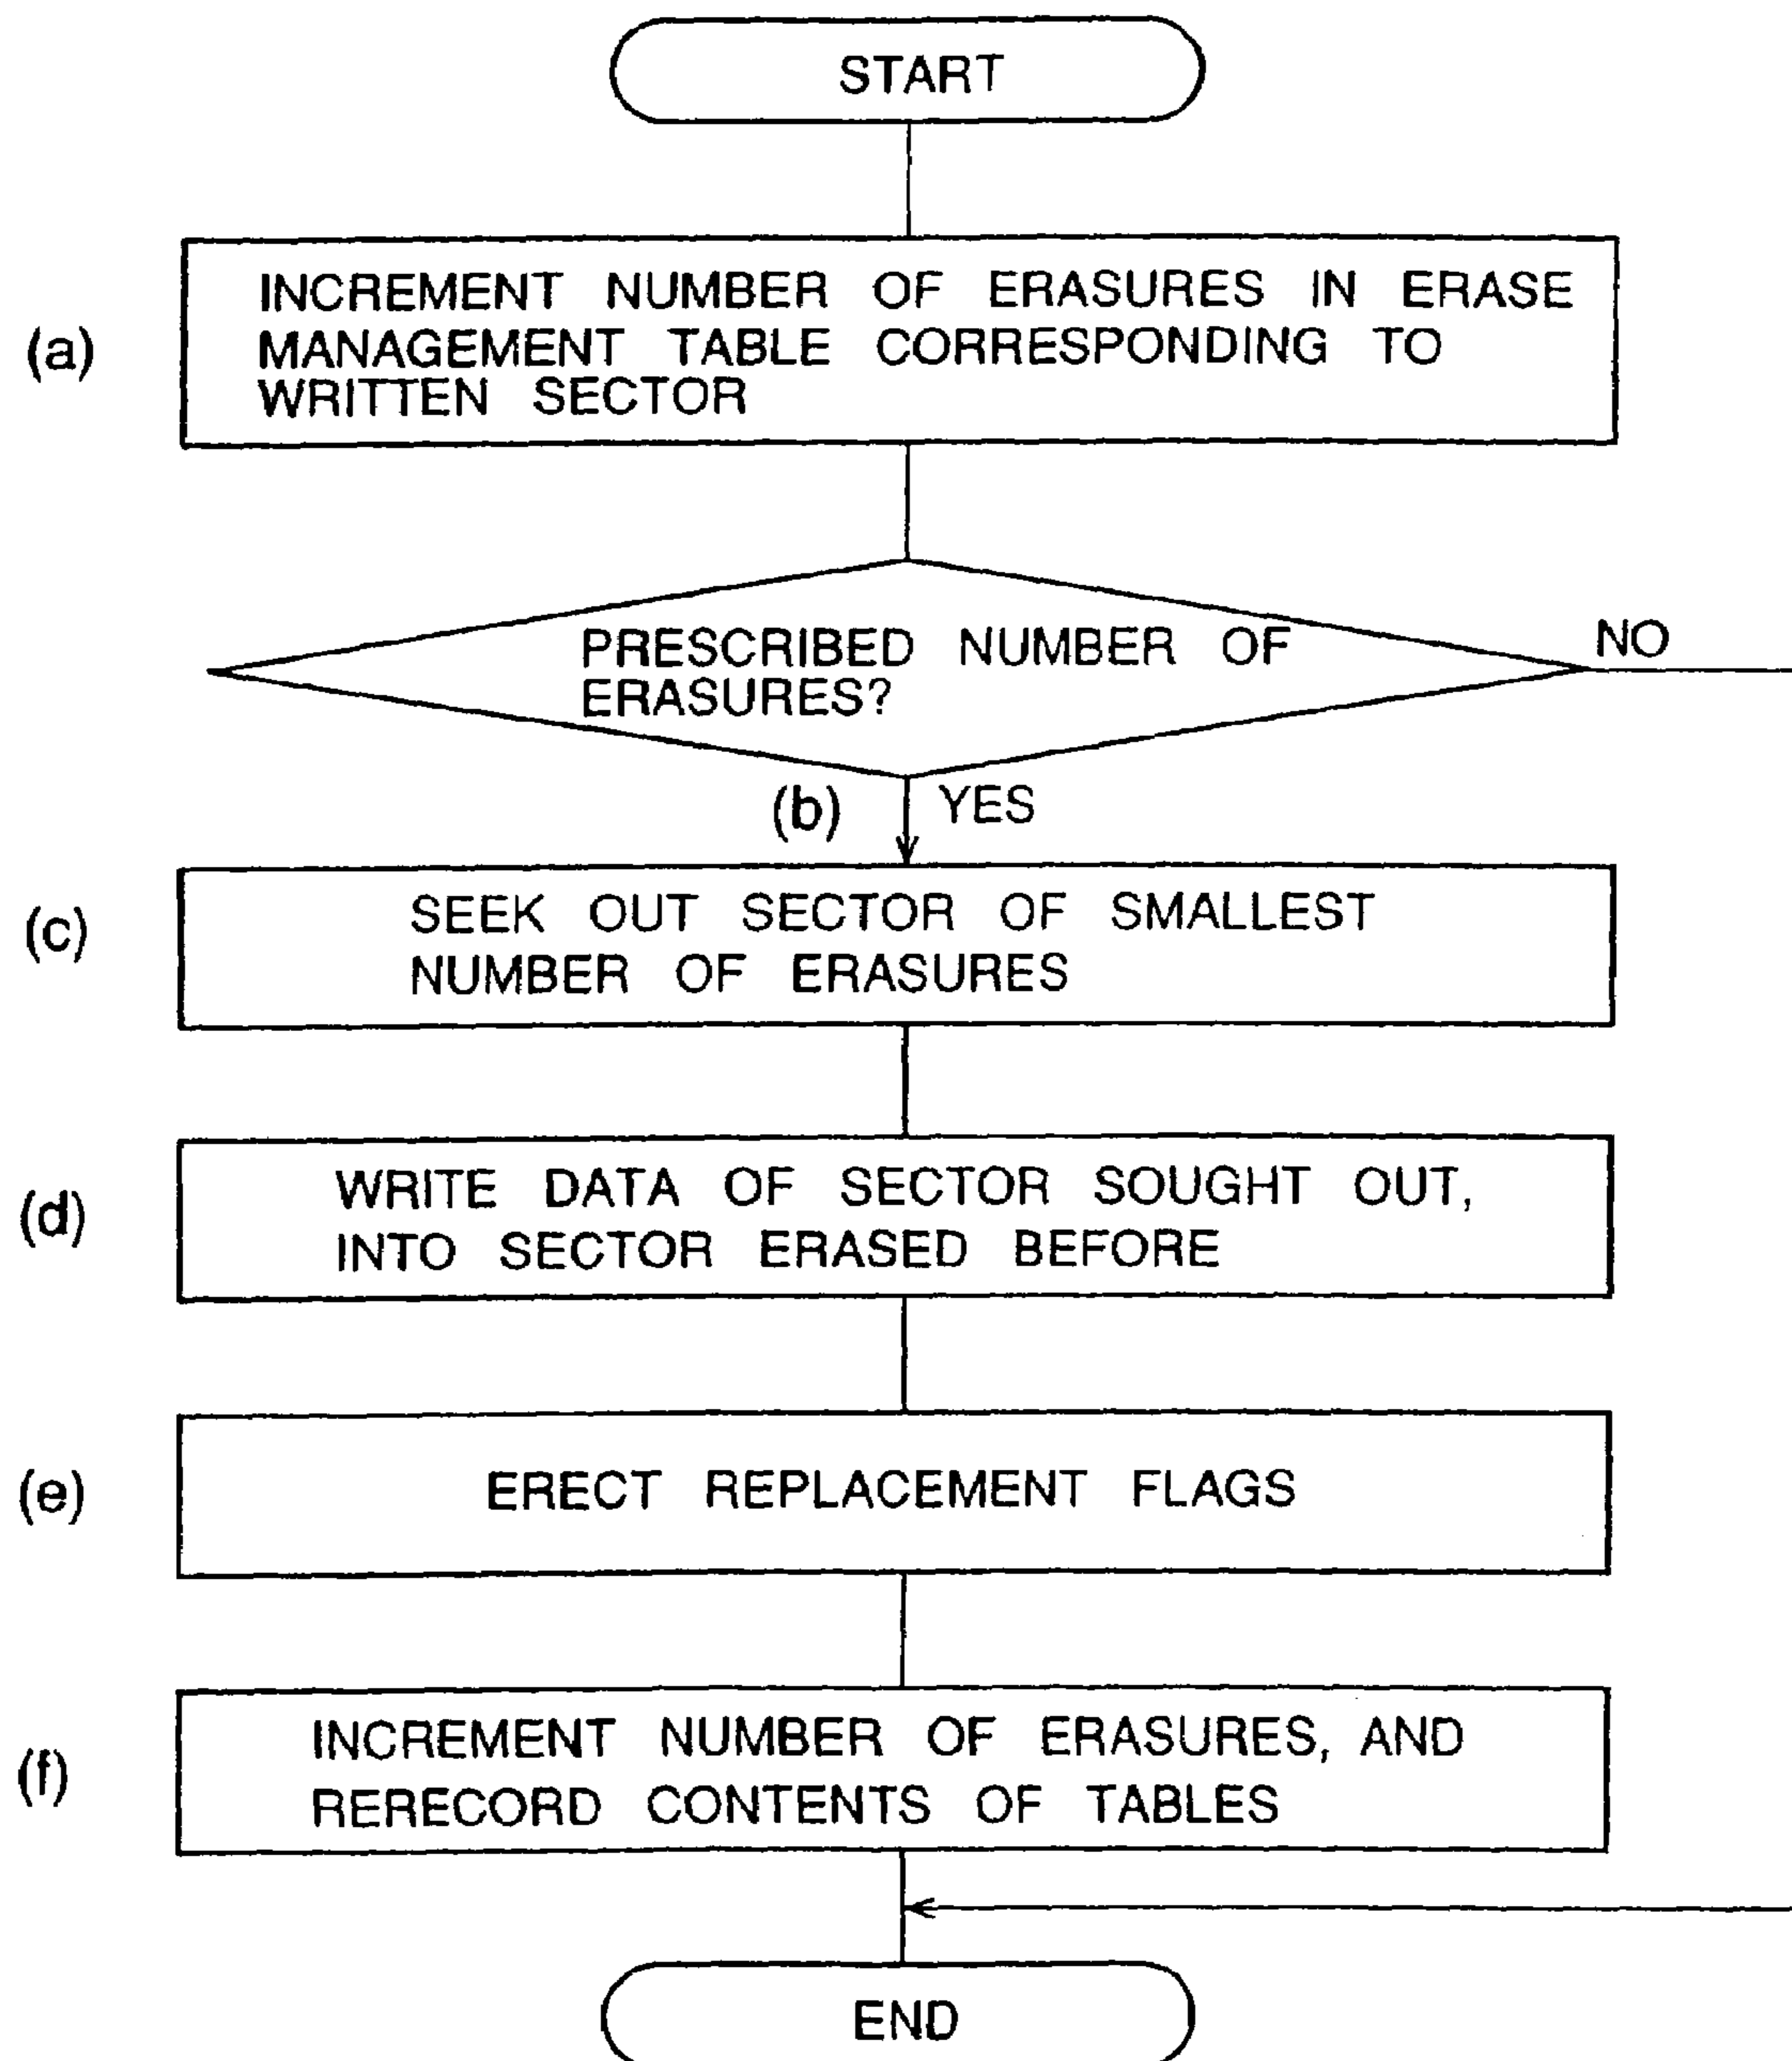 START
(a)
INCREMENT NUMBER OF ERASURES IN ERASE
MANAGEMENT TABLE CORRESPONDING TO
WRITTEN SECTOR
PRESCRIBED NUMBER OF
ERASURES?
NO
(b)
YES
(c)
SEEK OUT SECTOR OF SMALLEST
NUMBER OF ERASURES
(d)
WRITE DATA OF SECTOR SOUGHT OUT,
INTO SECTOR ERASED BEFORE
(e)
ERECT REPLACEMENT FLAGS
(f)
INCREMENT NUMBER OF ERASURES, AND
RERECORD CONTENTS OF TABLES
END